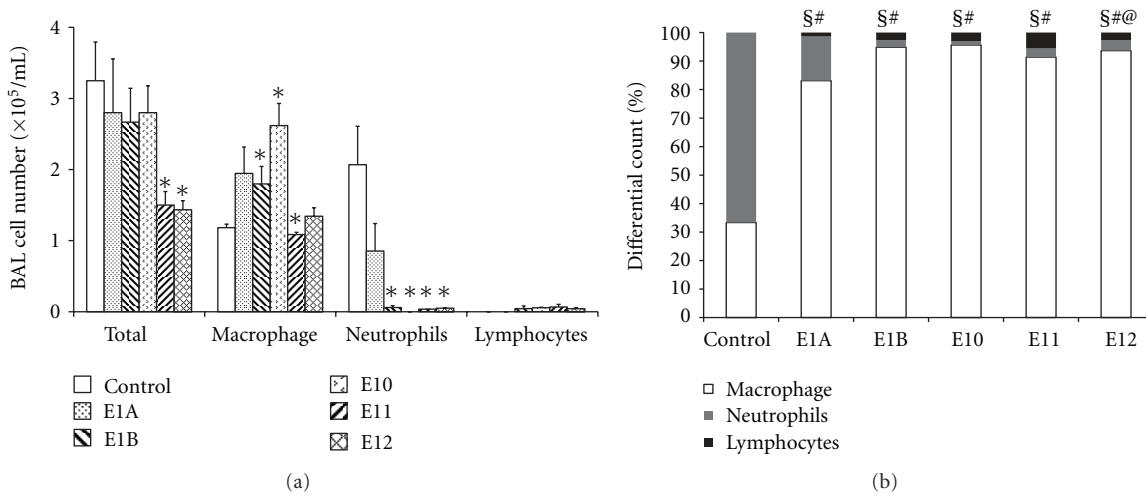 4
3
2
1
0
BAL cell number (×10⁵/mL)
* *
* * *
* * * *
Total Macrophage Neutrophils Lymphocytes
Control
E1A
E1B
E10
E11
E12
(a)
§# §# §# §# §#@
100
90
80
70
60
50
40
30
20
10
0
Differential count (%)
Control E1A E1B E10 E11 E12
Macrophage
Neutrophils
Lymphocytes
(b)